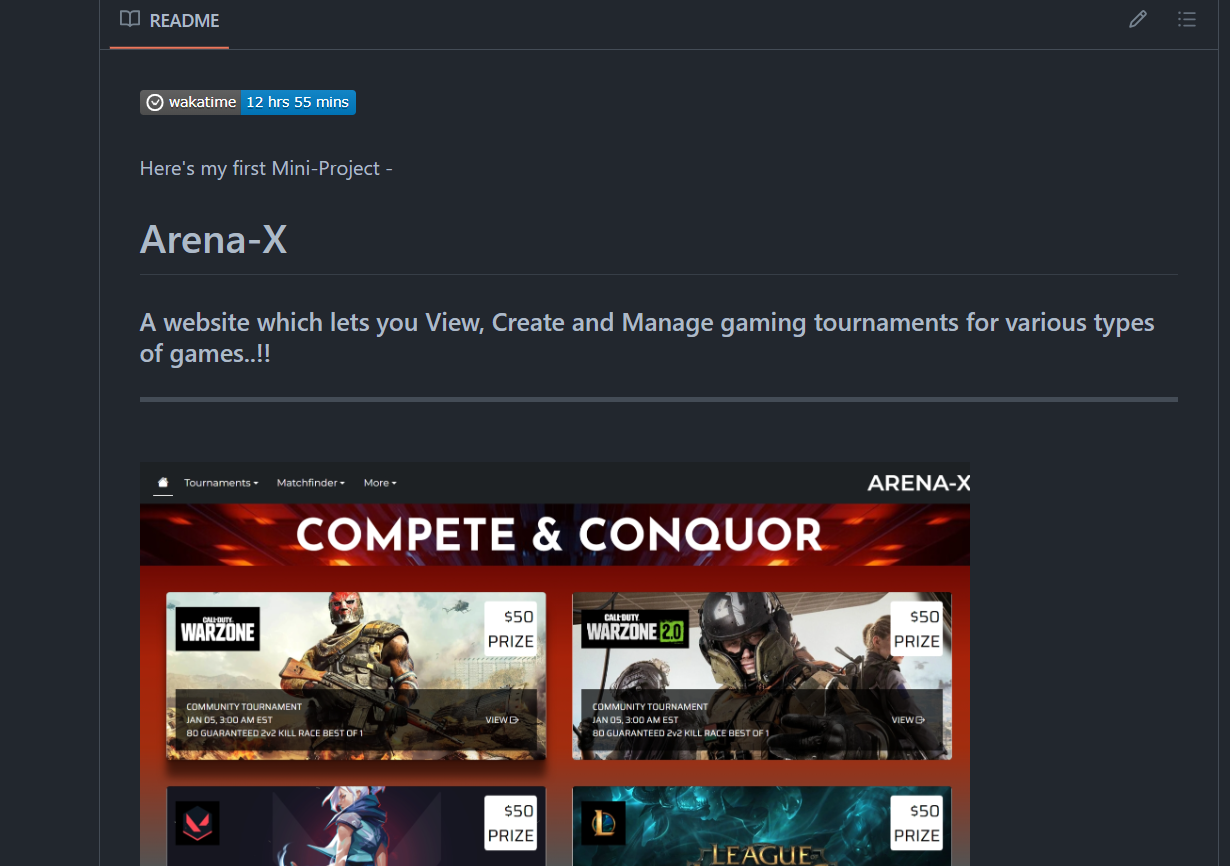 README
wakatime 12 hrs 55 mins
Here's my first Mini-Project -
Arena-X
A website which lets you View, Create and Manage gaming tournaments for various types
of games..!!
Tournaments Matchfinder More ARENA-X
COMPETE & CONQUOR
CALL·DUTY
WARZONE
$50
PRIZE
COMMUNITY TOURNAMENT
JAN 05, 3:00 AM EST
80 GUARANTEED 2v2 KILL RACE BEST OF 1
VIEW
CALL·DUTY
WARZONE 2.0
$50
PRIZE
COMMUNITY TOURNAMENT
JAN 05, 3:00 AM EST
80 GUARANTEED 2v2 KILL RACE BEST OF 1
VIEW
$50
PRIZE
L
$50
PRIZE
LEAGUE